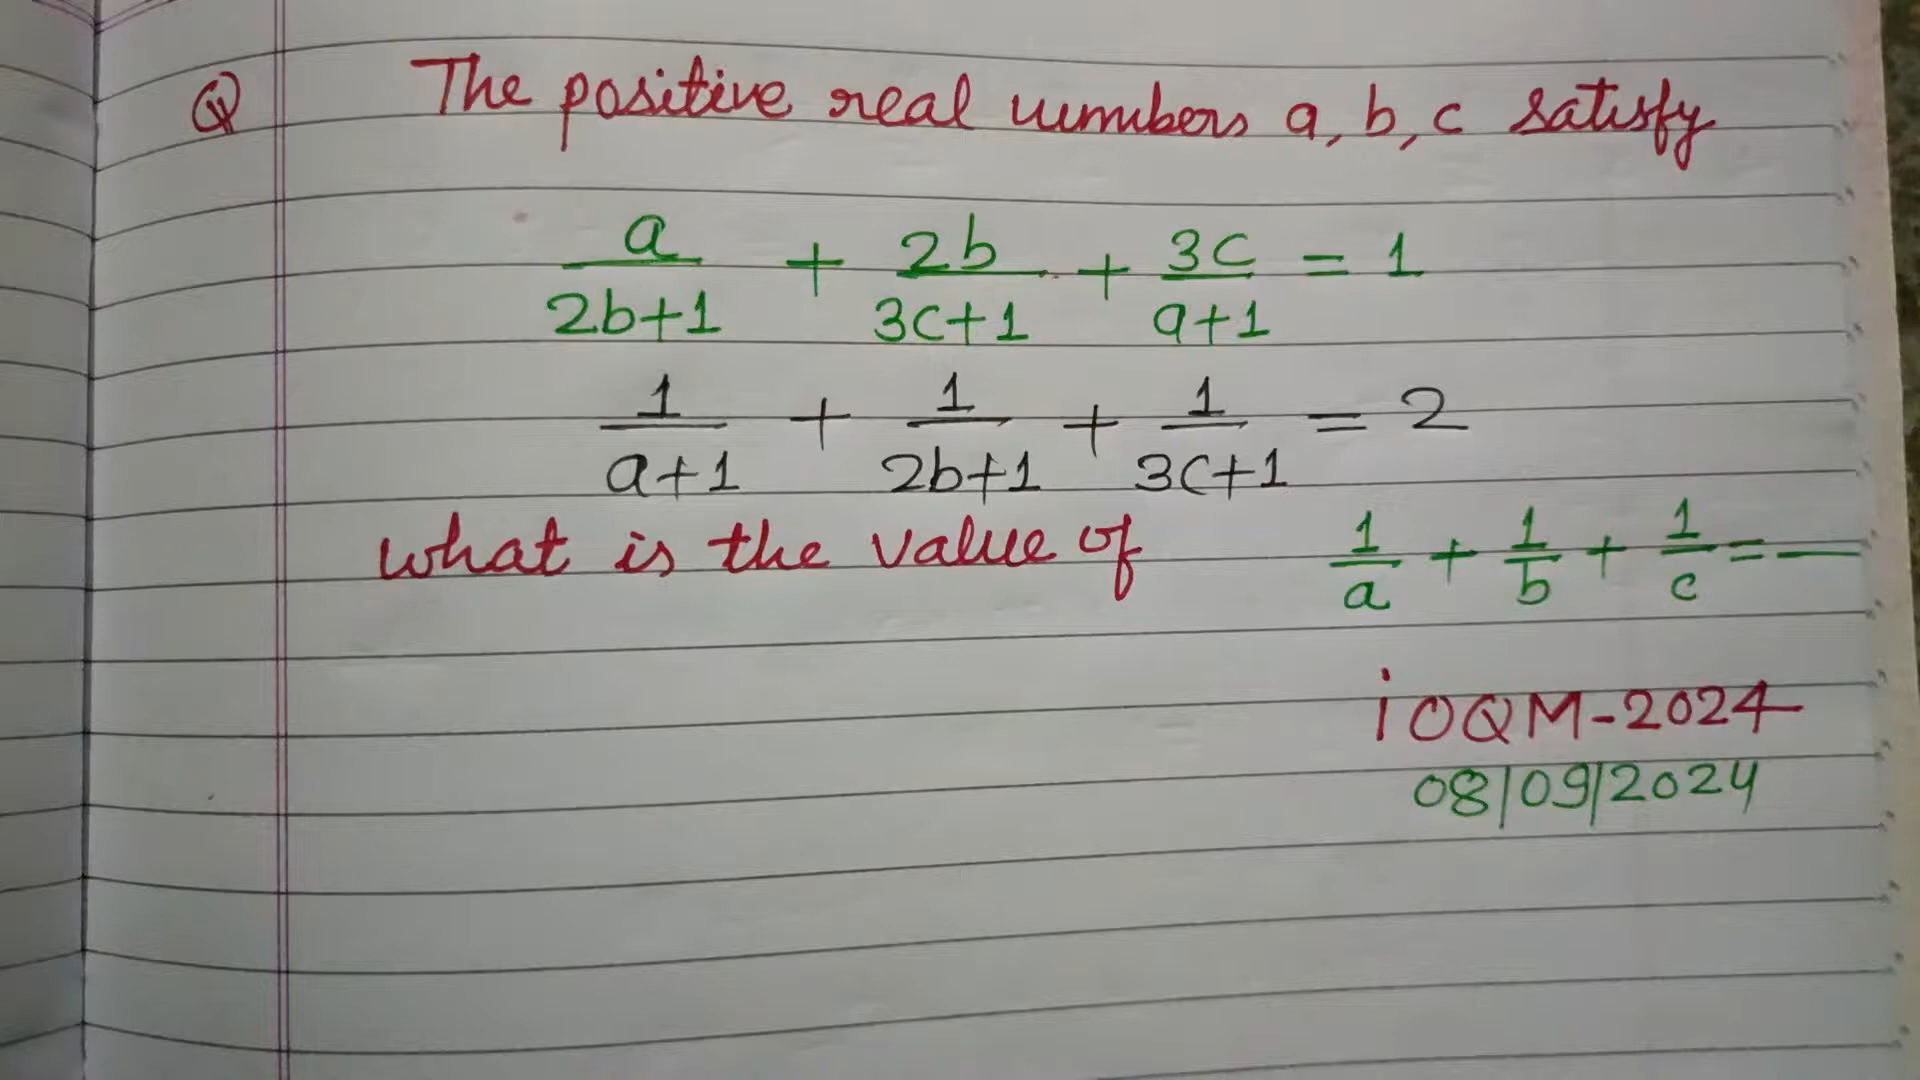 Q The positive real numbers a, b, c satisfy
a/(2b+1) + 2b/(3c+1) + 3c/(a+1) = 1
1/(a+1) + 1/(2b+1) + 1/(3c+1) = 2
what is the value of 1/a + 1/b + 1/c = —
iOQM-2024
08/09/2024